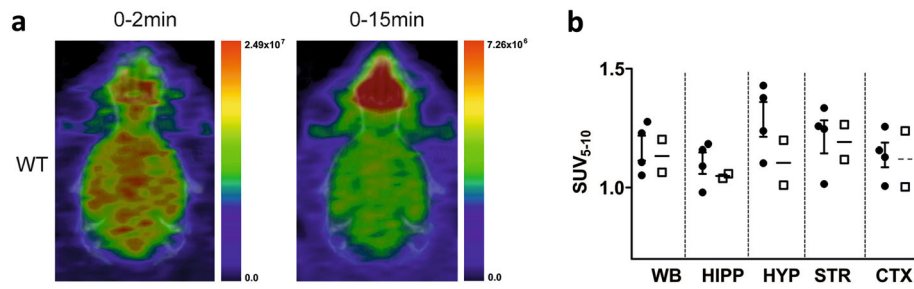 a
0-2min
0-15min
WT
2.49x10⁷
0.0
7.26x10⁶
0.0
b
SUV₅₋₁₀
1.5
1.0
WB HIPP HYP STR CTX